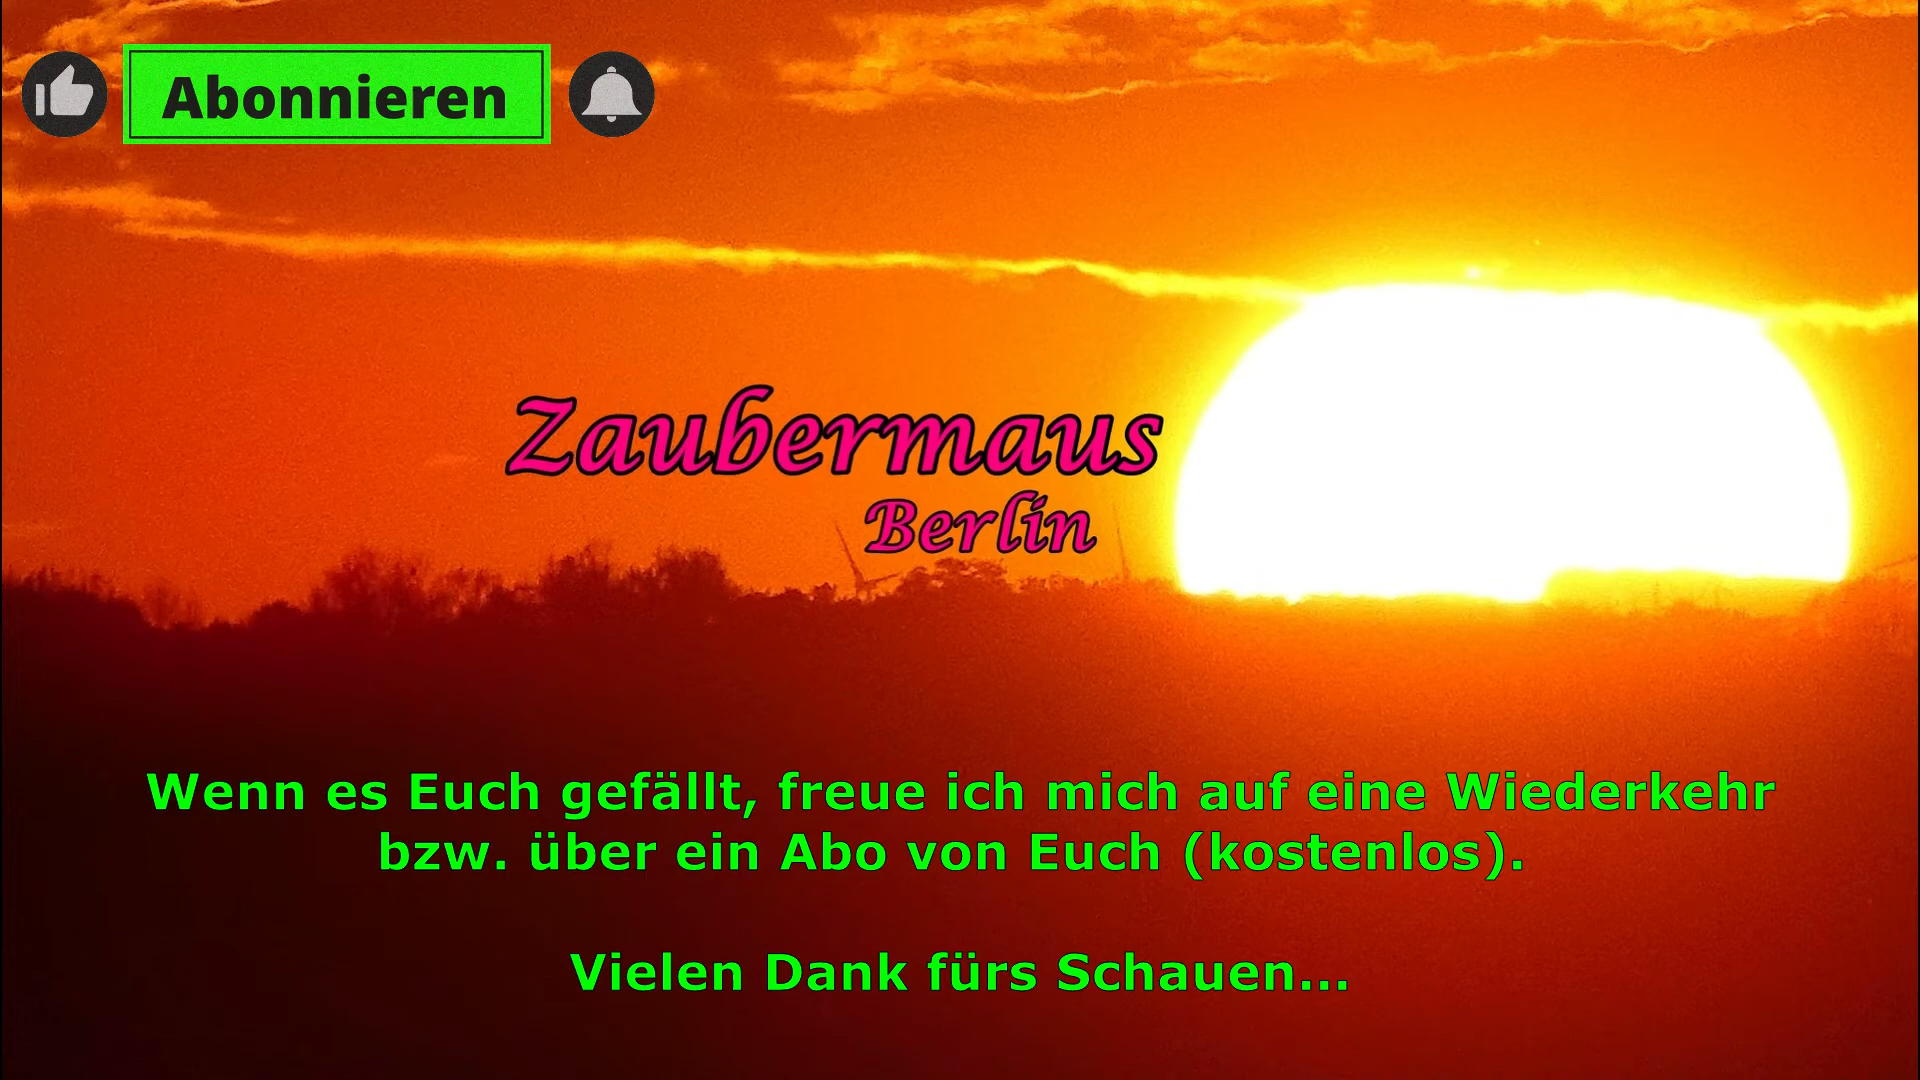 Abonnieren
Zaubermaus
Berlin
Wenn es Euch gefällt, freue ich mich auf eine Wiederkehr
bzw. über ein Abo von Euch (kostenlos).
Vielen Dank fürs Schauen...